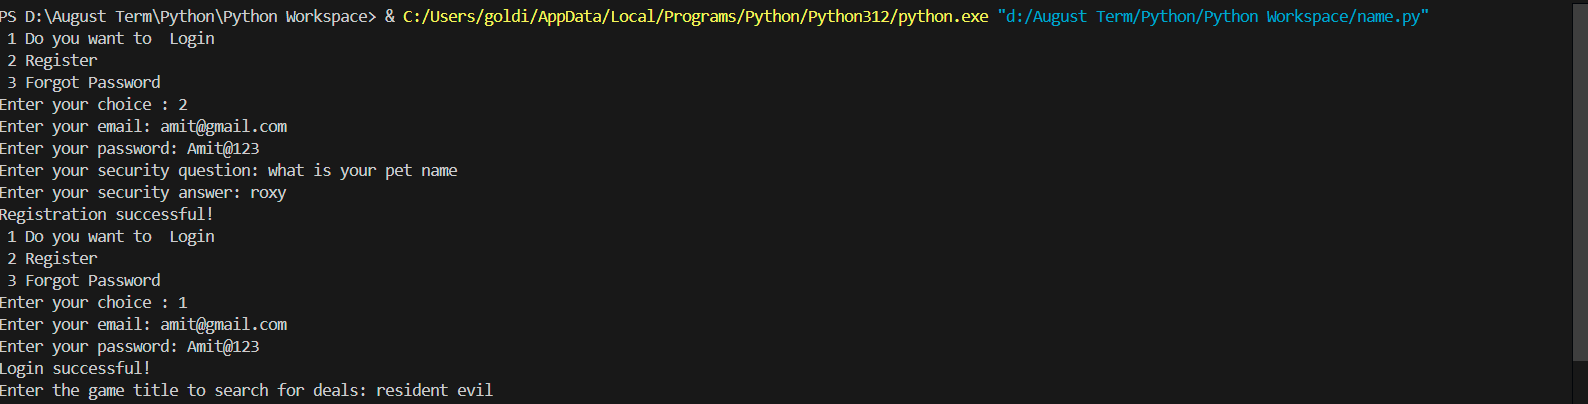 PS D:\August Term\Python\Python Workspace> & C:/Users/goldi/AppData/Local/Programs/Python/Python312/python.exe "d:/August Term/Python/Python Workspace/name.py"
 1 Do you want to  Login
 2 Register
 3 Forgot Password
Enter your choice : 2
Enter your email: amit@gmail.com
Enter your password: Amit@123
Enter your security question: what is your pet name
Enter your security answer: roxy
Registration successful!
 1 Do you want to  Login
 2 Register
 3 Forgot Password
Enter your choice : 1
Enter your email: amit@gmail.com
Enter your password: Amit@123
Login successful!
Enter the game title to search for deals: resident evil